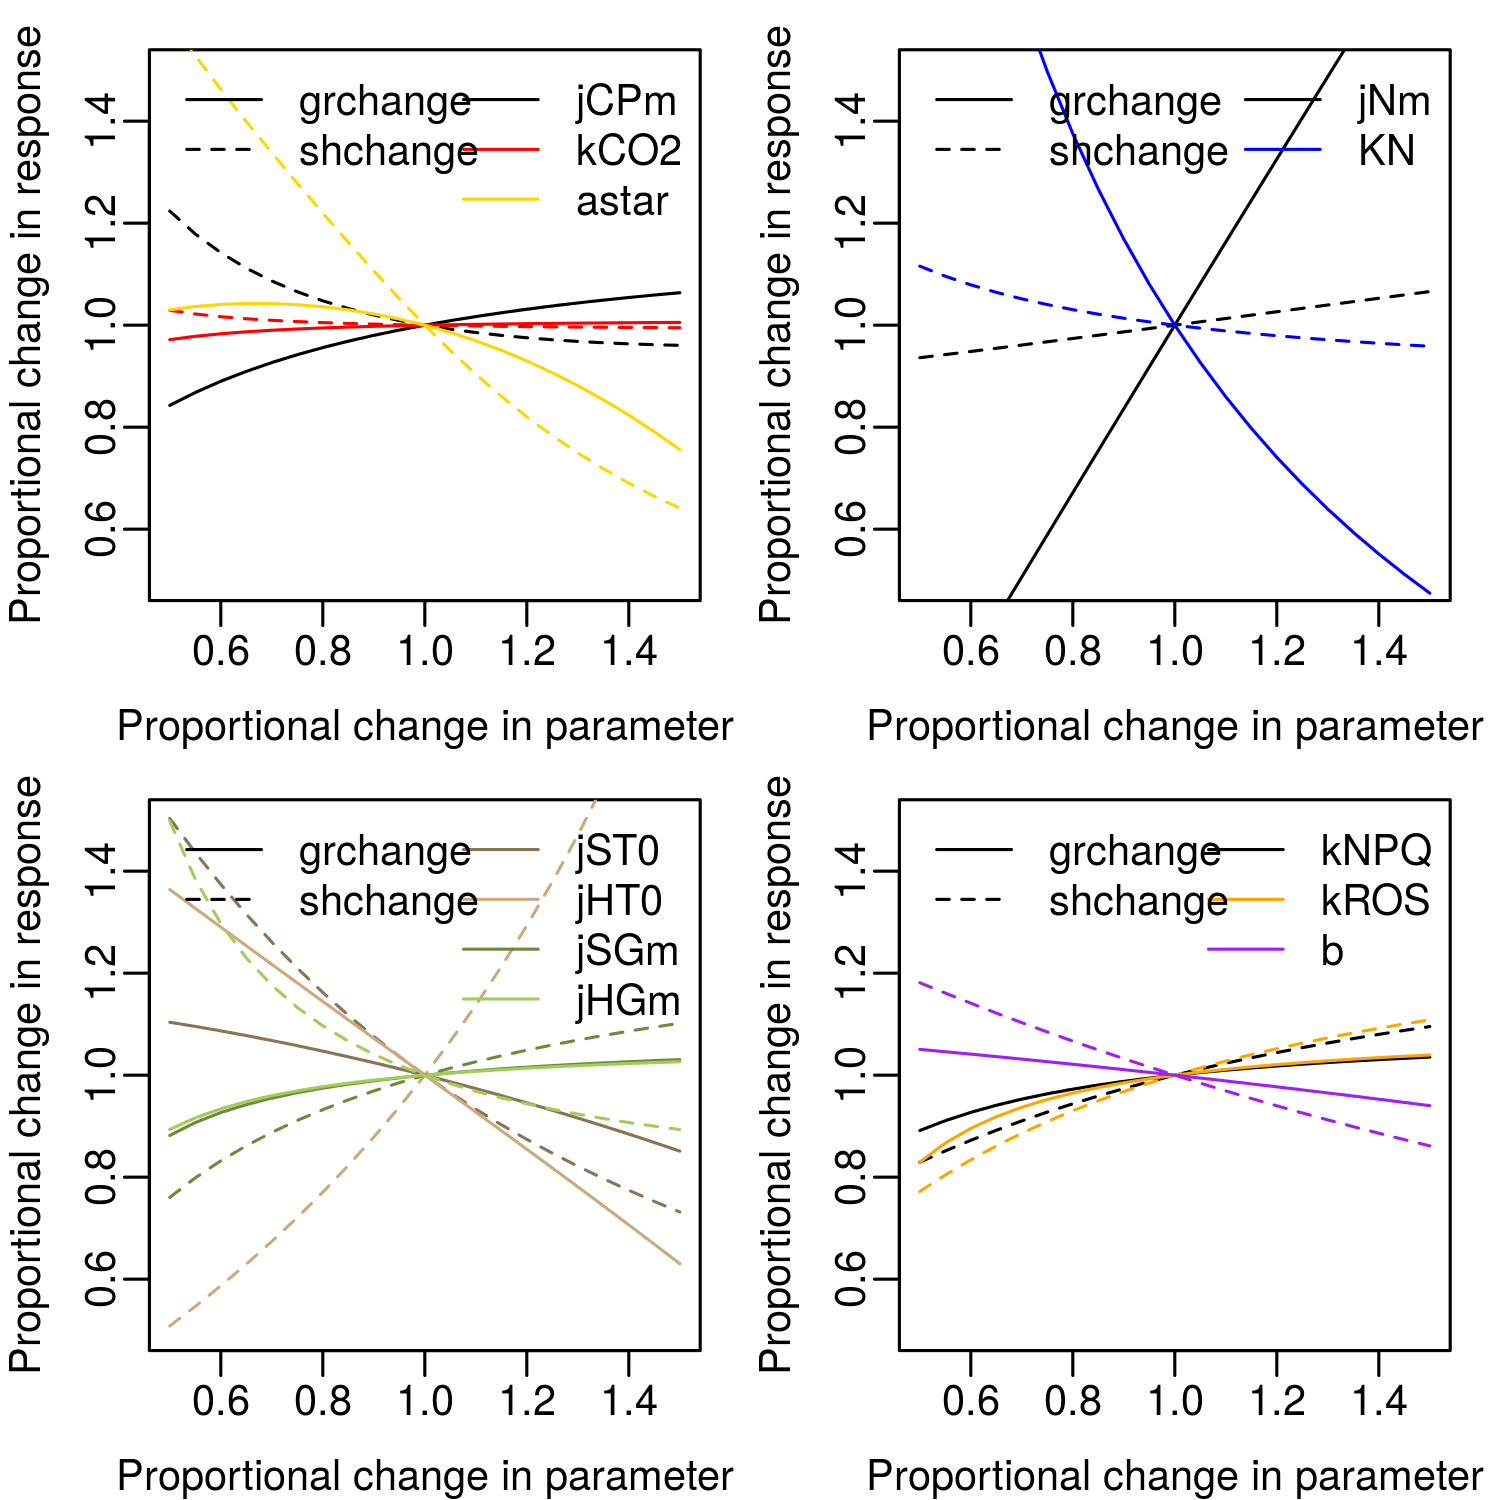 Proportional change in response
1.4
1.2
1.0
0.8
0.6
grchange
shchange
jCPm
kCO2
astar
0.6 0.8 1.0 1.2 1.4
Proportional change in parameter
Proportional change in response
1.4
1.2
1.0
0.8
0.6
grchange
shchange
jNm
KN
0.6 0.8 1.0 1.2 1.4
Proportional change in parameter
Proportional change in response
1.4
1.2
1.0
0.8
0.6
grchange
shchange
jST0
jHT0
jSGm
jHGm
0.6 0.8 1.0 1.2 1.4
Proportional change in parameter
Proportional change in response
1.4
1.2
1.0
0.8
0.6
grchange
shchange
kNPQ
kROS
b
0.6 0.8 1.0 1.2 1.4
Proportional change in parameter